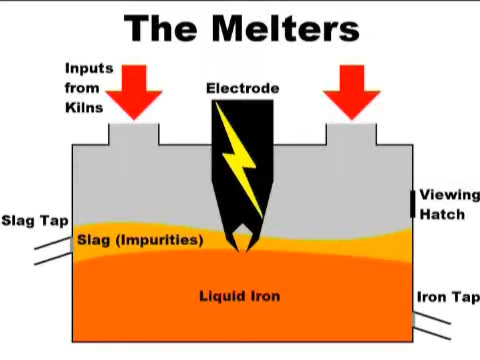 The Melters
Inputs
from
Kilns
Electrode
Viewing
Hatch
Slag Tap
Slag (Impurities)
Liquid Iron
Iron Tap